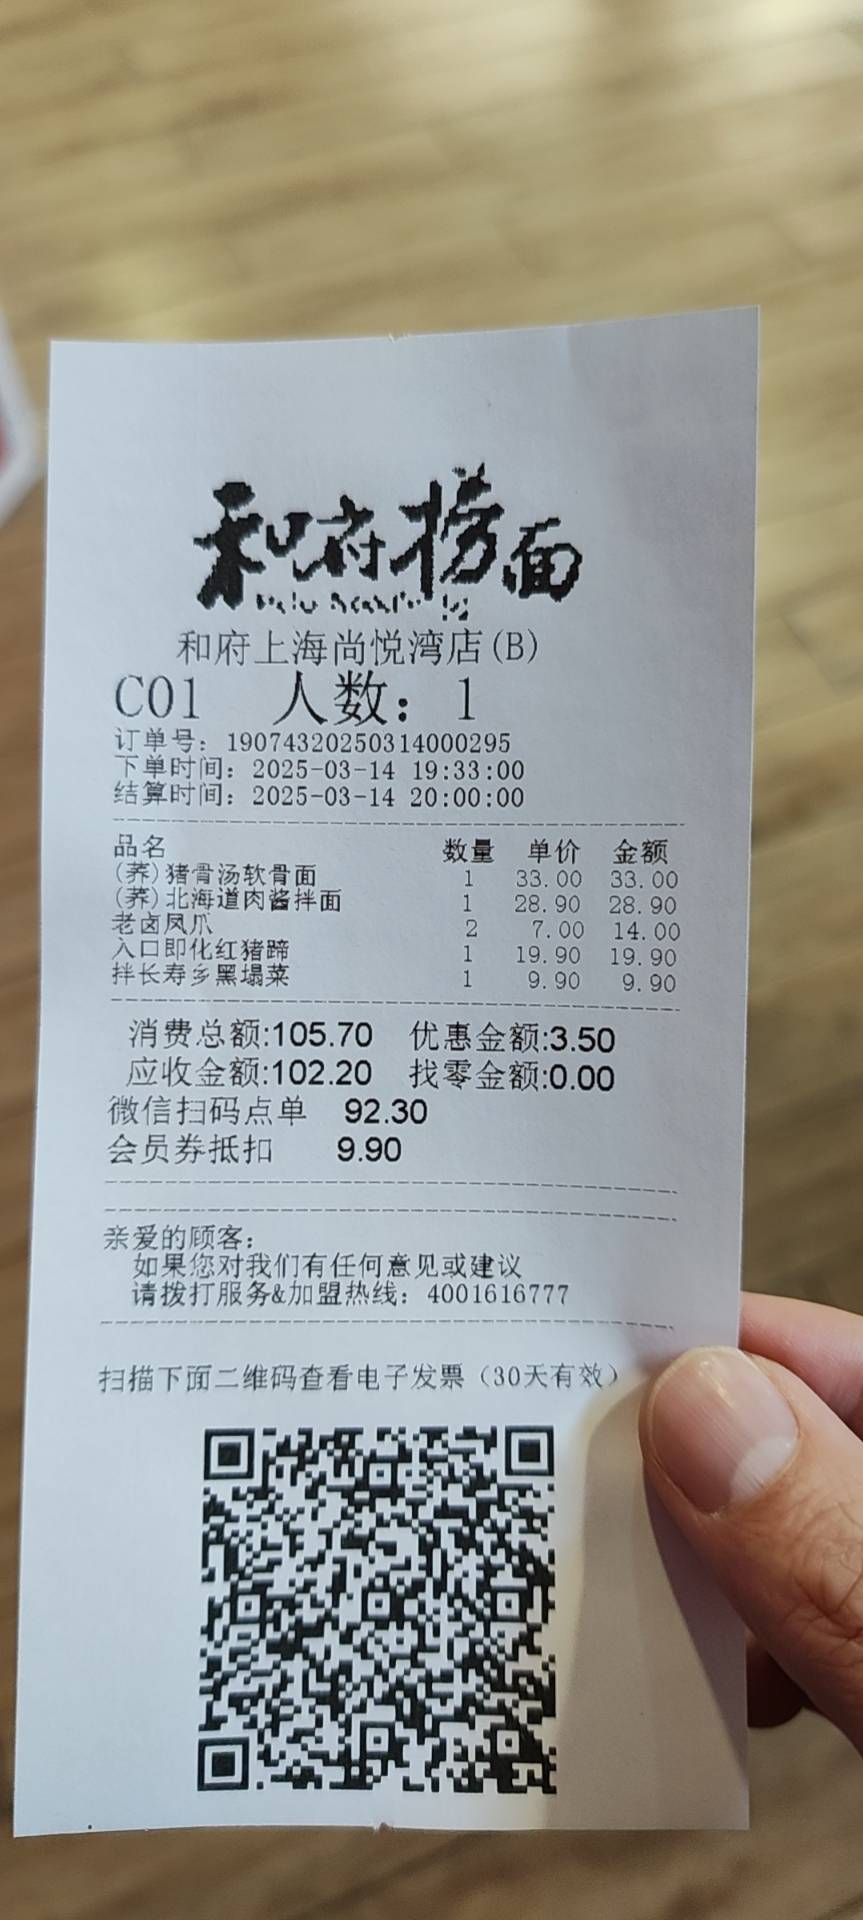 和府捞面
和府上海尚悦湾店(B)
C01 人数: 1
订单号: 19074320250314000295
下单时间: 2025-03-14 19:33:00
结算时间: 2025-03-14 20:00:00
品名 数量 单价 金额
(荞)猪骨汤软骨面 1 33.00 33.00
(荞)北海道肉酱拌面 1 28.90 28.90
老卤凤爪 2 7.00 14.00
入口即化红猪蹄 1 19.90 19.90
拌长寿乡黑塌菜 1 9.90 9.90
消费总额:105.70 优惠金额:3.50
应收金额:102.20 找零金额:0.00
微信扫码点单 92.30
会员券抵扣 9.90
亲爱的顾客:
如果您对我们有任何意见或建议
请拨打服务&加盟热线: 4001616777
扫描下面二维码查看电子发票（30天有效）